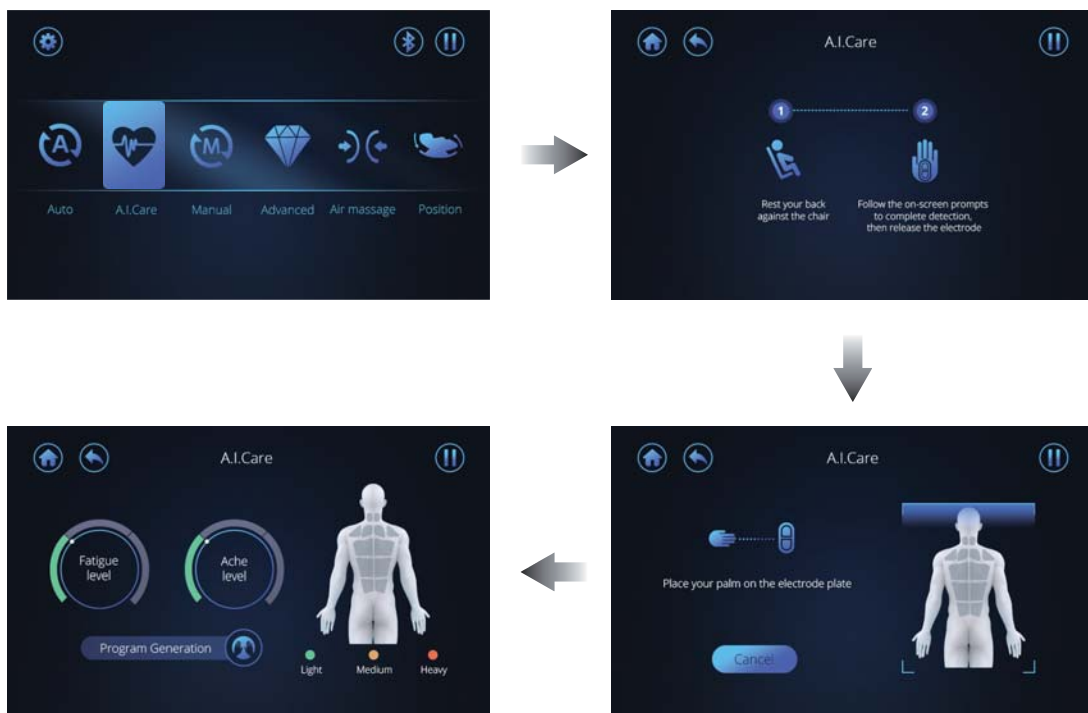 A
M
Auto
A.I.Care
Manual
Advanced
Air massage
Position
A.I.Care
1
2
Rest your back
against the chair
Follow the on-screen prompts
to complete detection,
then release the electrode
A.I.Care
Place your palm on the electrode plate
Cancel
A.I.Care
Fatigue
level
Ache
level
Program Generation
Light
Medium
Heavy